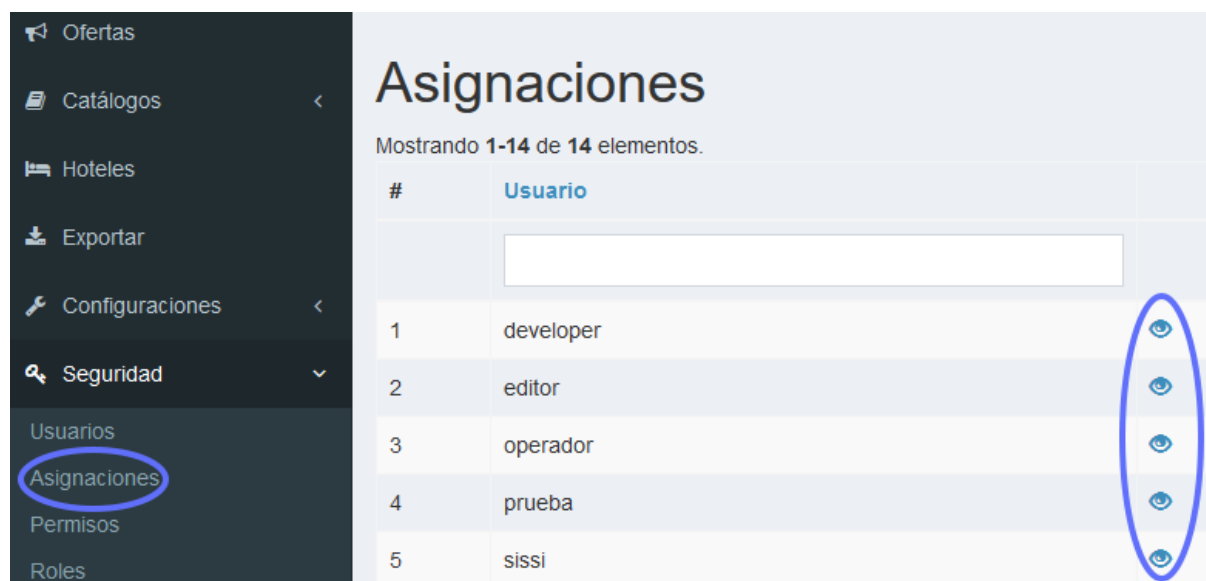 Ofertas
Catálogos
Hoteles
Exportar
Configuraciones
Seguridad
Usuarios
Asignaciones
Permisos
Roles
Asignaciones
Mostrando 1-14 de 14 elementos.
# Usuario
1 developer
2 editor
3 operador
4 prueba
5 sissi